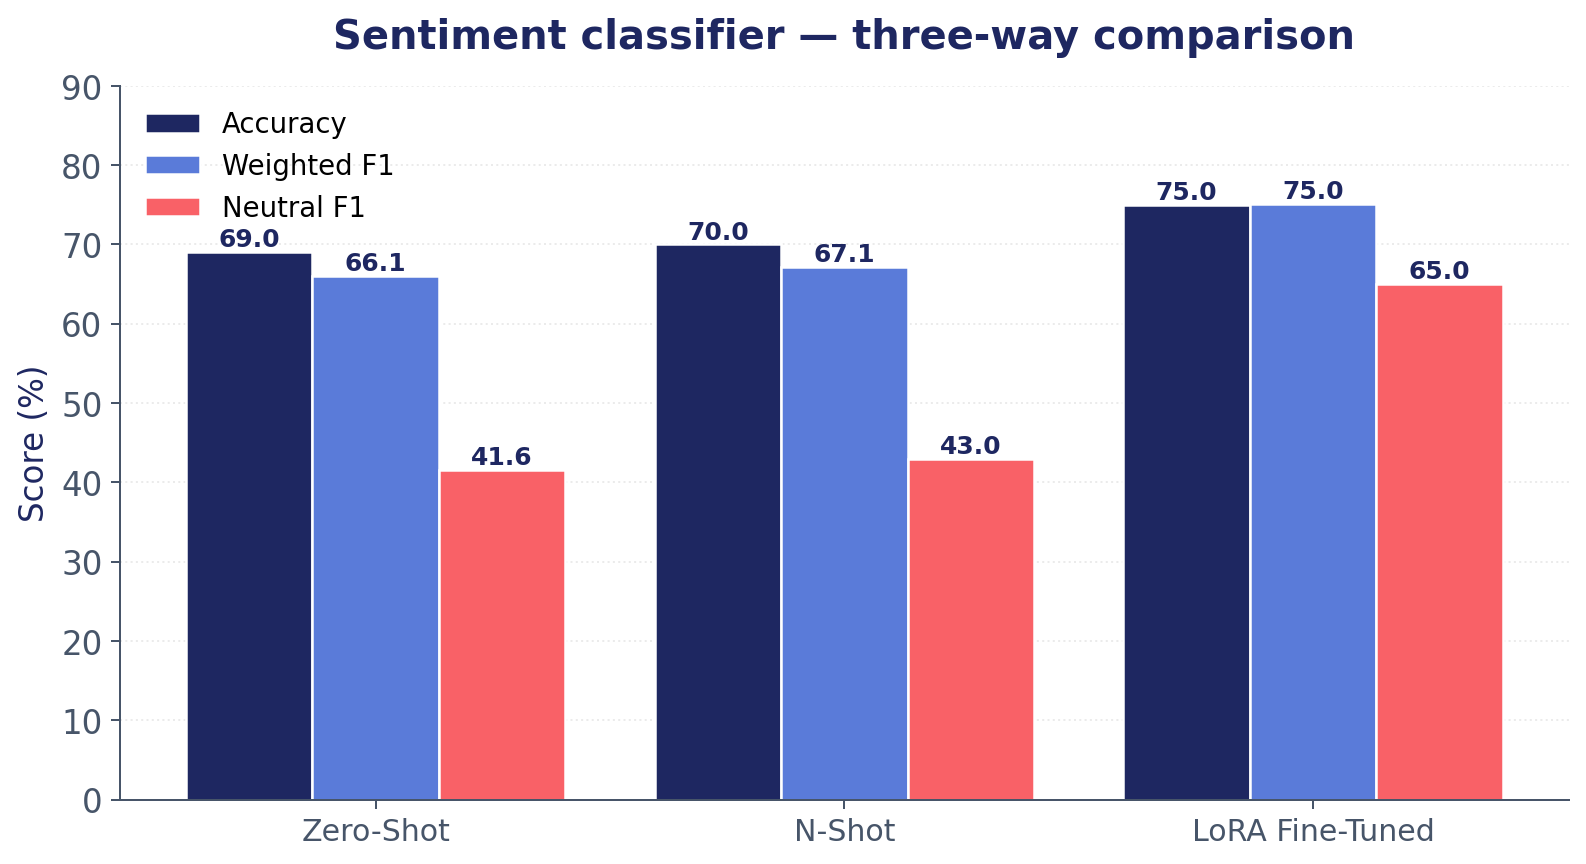 Sentiment classifier — three-way comparison
90
80
70
60
50
40
30
20
10
0
Score (%)
Accuracy
Weighted F1
Neutral F1
69.0
66.1
41.6
70.0
67.1
43.0
75.0
75.0
65.0
Zero-Shot
N-Shot
LoRA Fine-Tuned